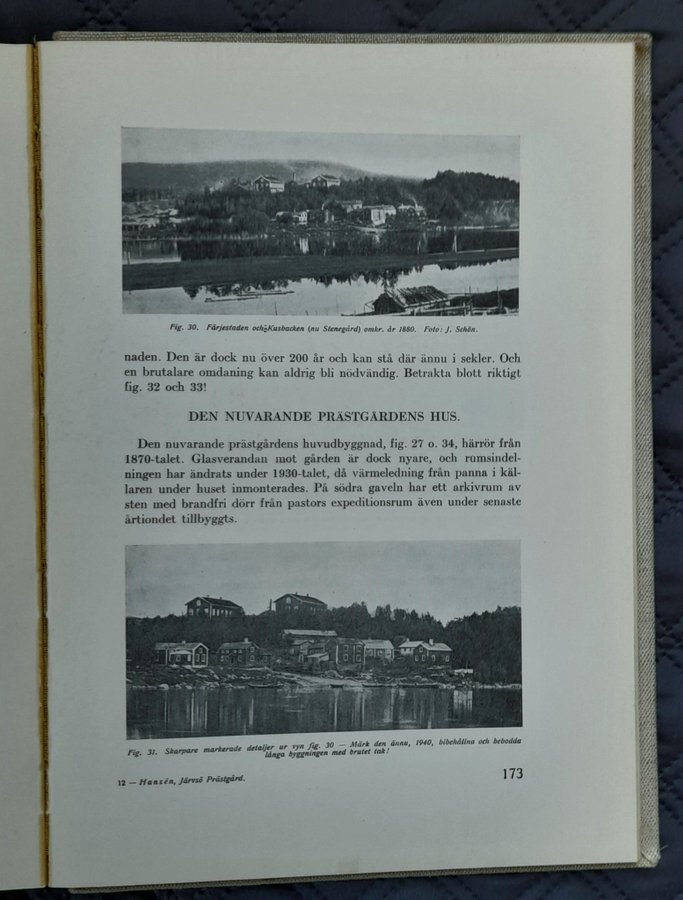 Fig. 30. Färjestaden och Kusbacken (nu Stenegård) omkr. år 1880. Foto: J. Schön.
naden. Den är dock nu över 200 år och kan stå där ännu i sekler. Och
en brutalare omdaning kan aldrig bli nödvändig. Betrakta blott riktigt
fig. 32 och 33!
DEN NUVARANDE PRÄSTGÅRDENS HUS.
Den nuvarande prästgårdens huvudbyggnad, fig. 27 o. 34, härrör från
1870-talet. Glasverandan mot gården är dock nyare, och rumsindel-
ningen har ändrats under 1930-talet, då värmeledning från panna i käl-
laren under huset inmonterades. På södra gaveln har ett arkivrum av
sten med brandfri dörr från pastors expeditionsrum även under senaste
årtiondet tillbyggts.
Fig. 31. Skarpare markerade detaljer ur vyn fig. 30 — Märk den ännu, 1940, bibehållna och bebodda
långa byggningen med brutet tak!
12 — Hansén, Järvsö Prästgård.
173